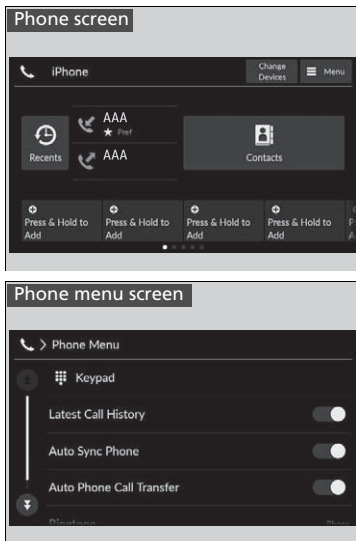 Phone screen
iPhone
Change
Devices
Menu
AAA
Pref
AAA
Recents
Contacts
Press & Hold to
Add
Press & Hold to
Add
Press & Hold to
Add
Press & Hold to
Add
Phone menu screen
Phone Menu
Keypad
Latest Call History
Auto Sync Phone
Auto Phone Call Transfer
Ringtone
Phone